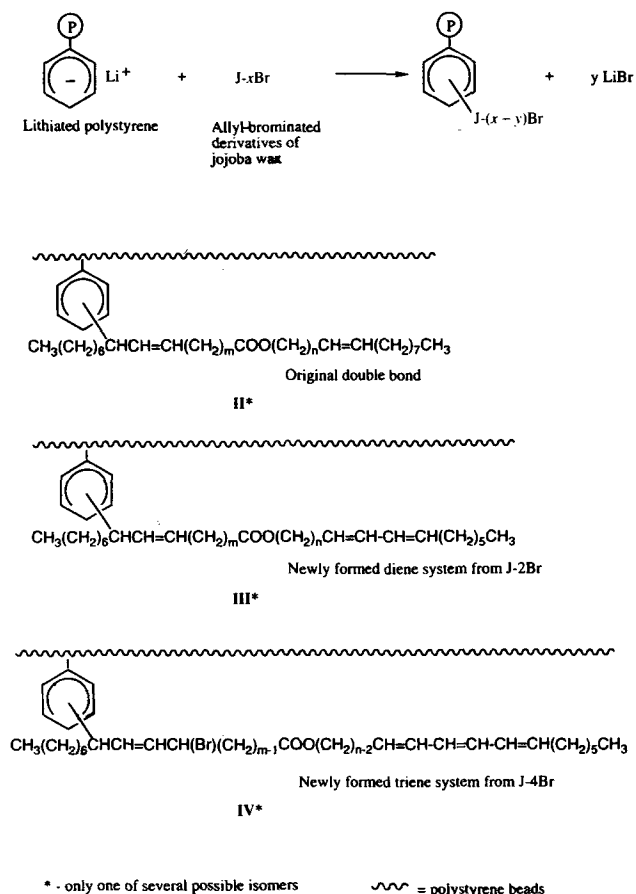 P
P
− Li⁺ + J-xBr + y LiBr
J-(x − y)Br
Lithiated polystyrene
Allyl-brominated
derivatives of
jojoba wax
CH₃(CH₂)₆CHCH=CH(CH₂)ₘCOO(CH₂)ₙCH=CH(CH₂)₇CH₃
Original double bond
II*
CH₃(CH₂)₆CHCH=CH(CH₂)ₘCOO(CH₂)ₙCH=CH-CH=CH(CH₂)₅CH₃
Newly formed diene system from J-2Br
III*
CH₃(CH₂)₆CHCH=CHCH(Br)(CH₂)ₘ₋₁COO(CH₂)ₙ₋₂CH=CH-CH=CH-CH=CH(CH₂)₅CH₃
Newly formed triene system from J-4Br
IV*
* - only one of several possible isomers
= polystyrene beads